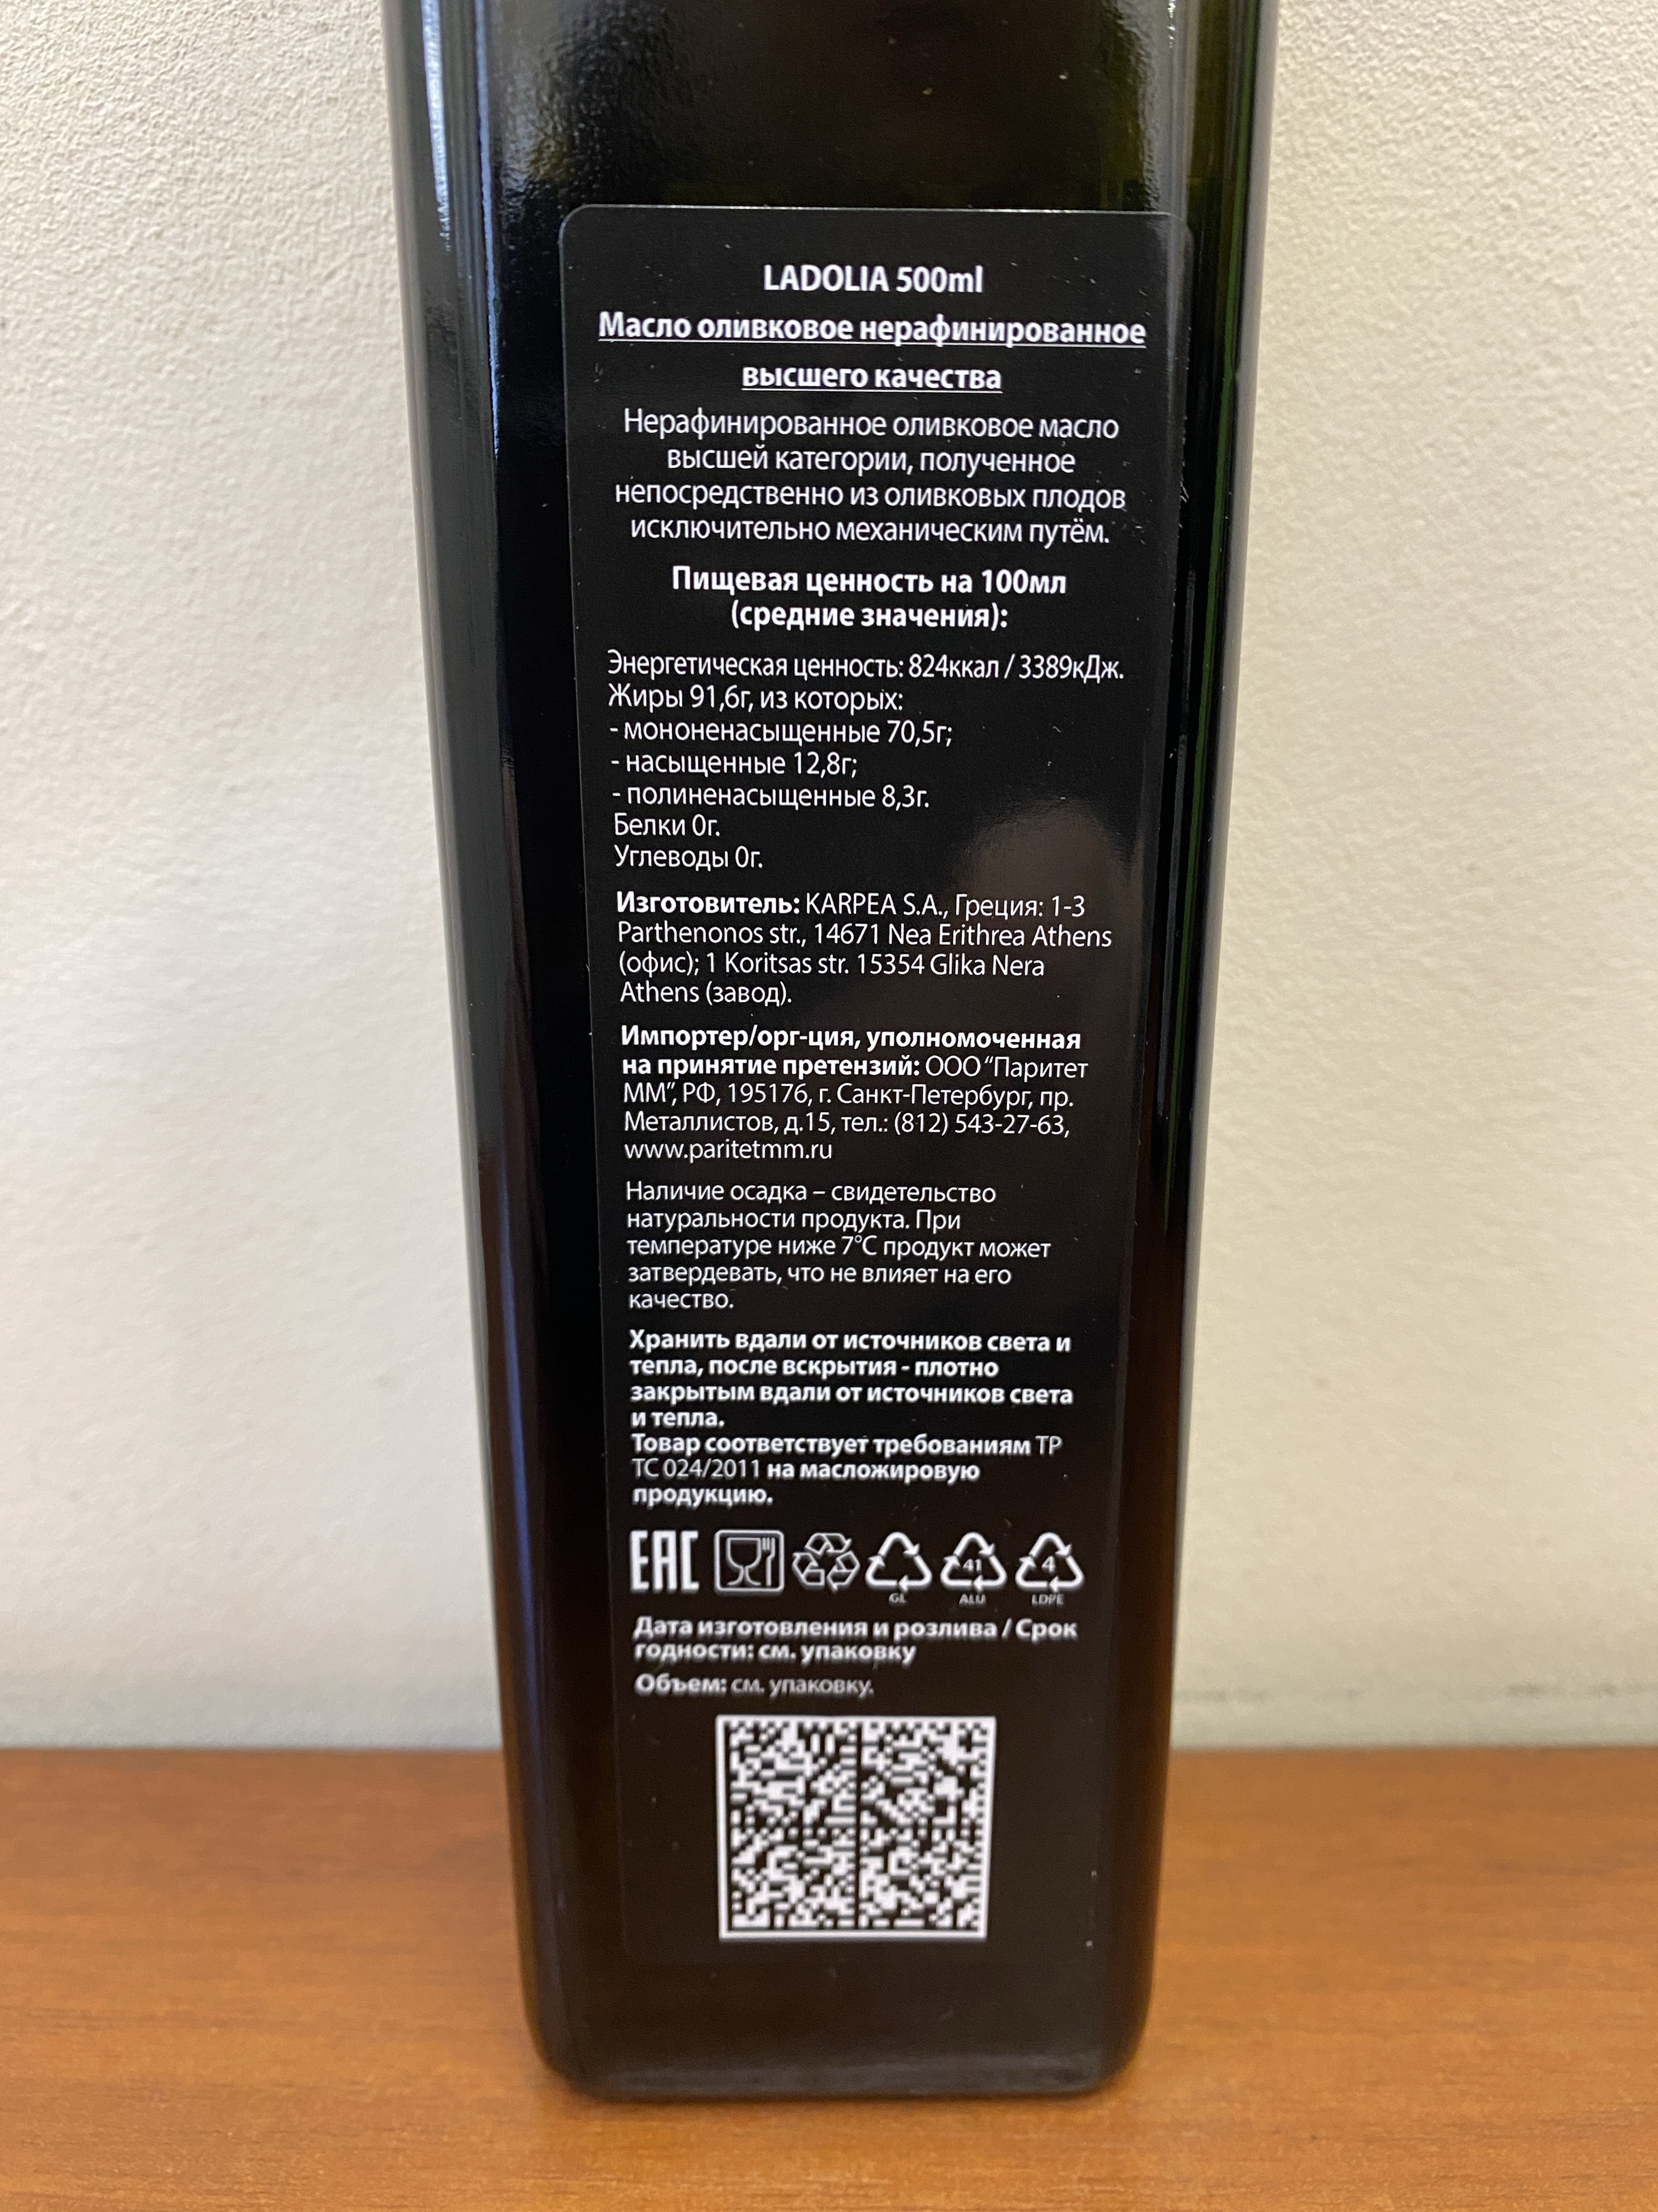 LADOLIA 500ml
Масло оливковое нерафинированное
высшего качества
Нерафинированное оливковое масло
высшей категории, полученное
непосредственно из оливковых плодов
исключительно механическим путём.
Пищевая ценность на 100мл
(средние значения):
Энергетическая ценность: 824ккал / 3389кДж.
Жиры 91,6г, из которых:
- мононенасыщенные 70,5г;
- насыщенные 12,8г;
- полиненасыщенные 8,3г.
Белки 0г.
Углеводы 0г.
Изготовитель: KARPEA S.A., Греция: 1-3
Parthenonos str., 14671 Nea Erithrea Athens
(офис); 1 Koritsas str. 15354 Glika Nera
Athens (завод).
Импортер/орг-ция, уполномоченная
на принятие претензий: ООО “Паритет
ММ”, РФ, 195176, г. Санкт-Петербург, пр.
Металлистов, д.15, тел.: (812) 543-27-63,
www.paritetmm.ru
Наличие осадка – свидетельство
натуральности продукта. При
температуре ниже 7°С продукт может
затвердевать, что не влияет на его
качество.
Хранить вдали от источников света и
тепла, после вскрытия - плотно
закрытым вдали от источников света
и тепла.
Товар соответствует требованиям ТР
ТС 024/2011 на масложировую
продукцию.
EAC 41 4
GL ALU LDPE
Дата изготовления и розлива / Срок
годности: см. упаковку
Объем: см. упаковку.